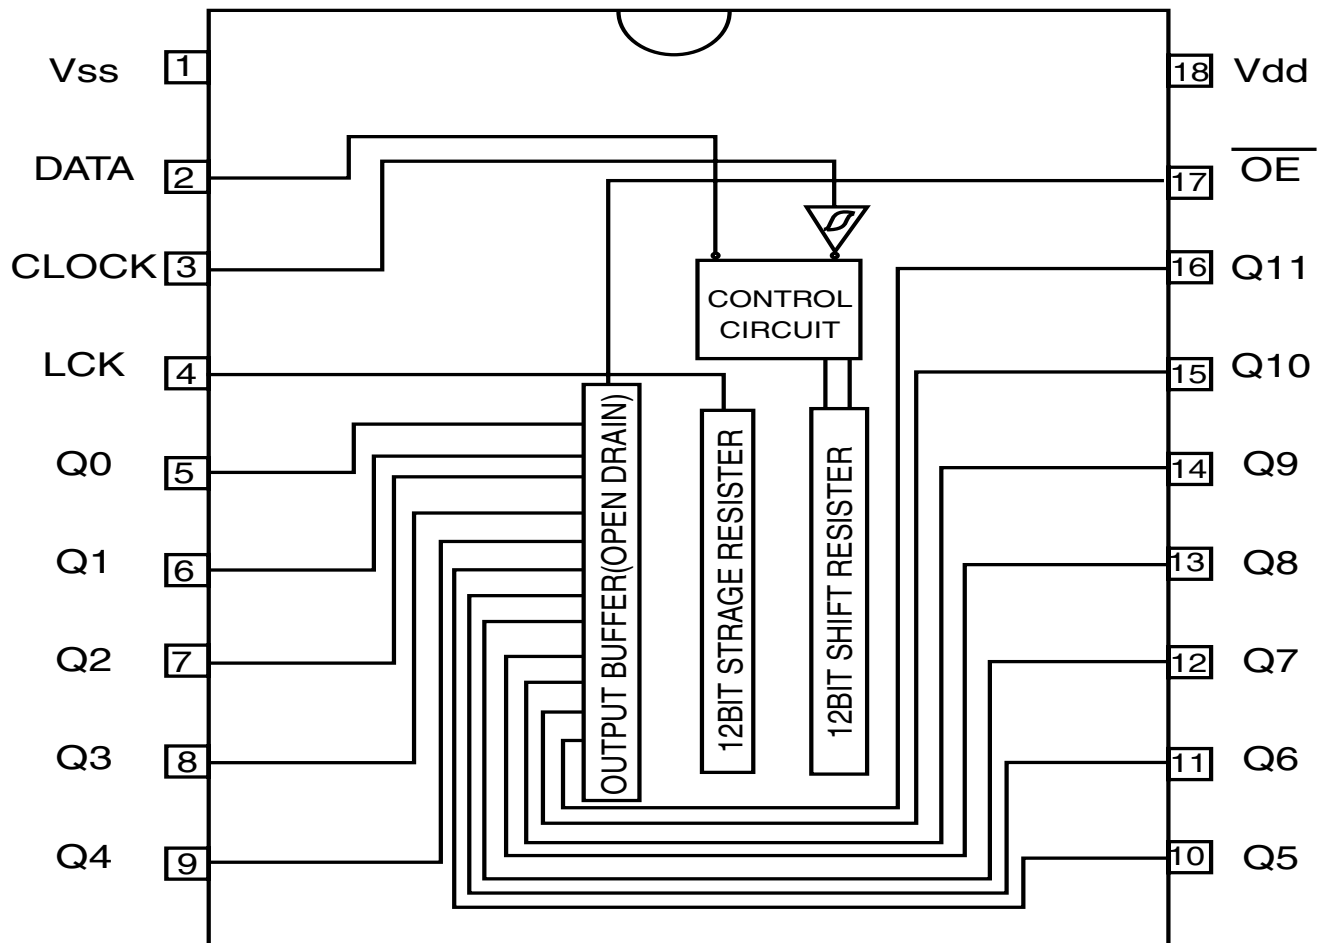 Vss 1
DATA 2
CLOCK 3
LCK 4
Q0 5
Q1 6
Q2 7
Q3 8
Q4 9
18 Vdd
17 OE
16 Q11
15 Q10
14 Q9
13 Q8
12 Q7
11 Q6
10 Q5
CONTROL
CIRCUIT
OUTPUT BUFFER(OPEN DRAIN)
12BIT STRAGE RESISTER
12BIT SHIFT RESISTER